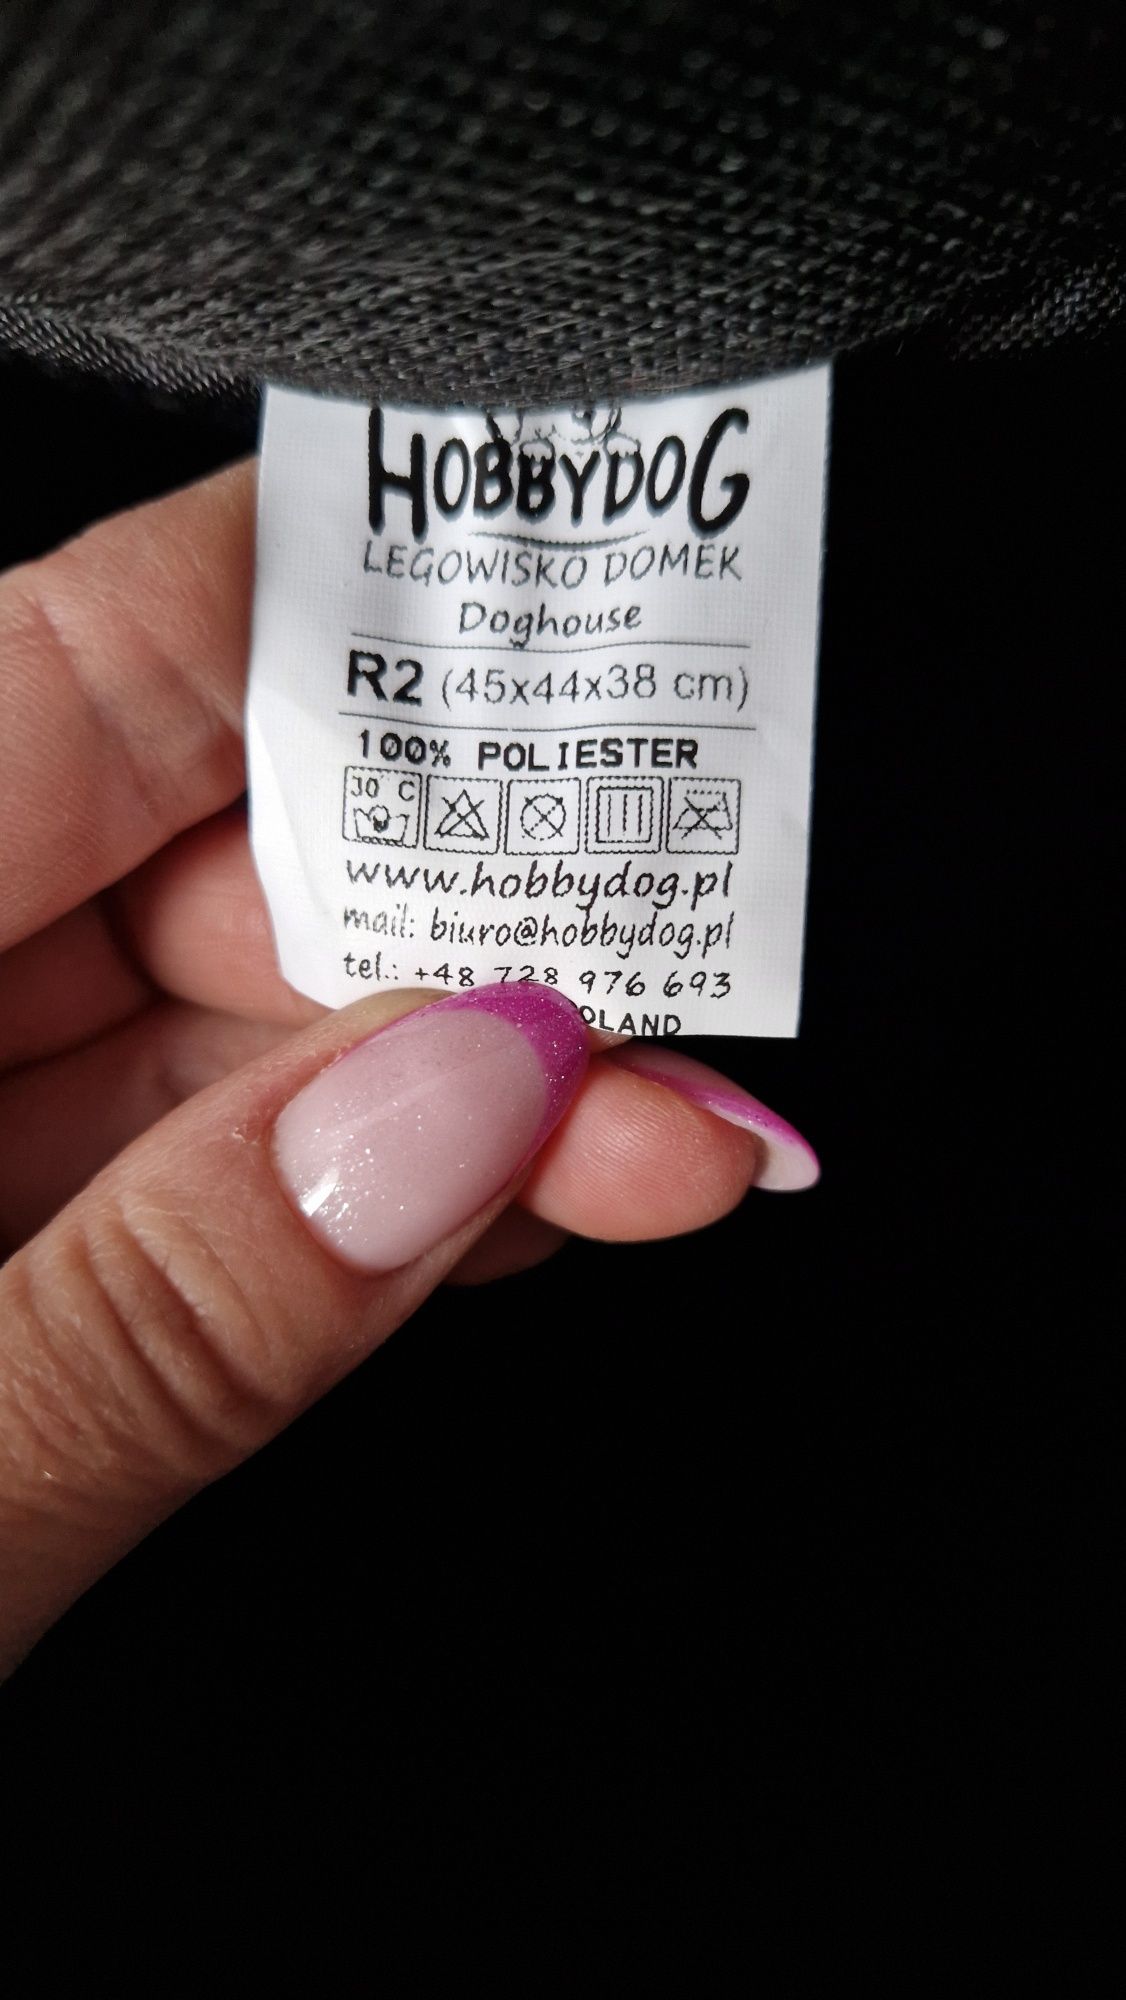 HOBBYDOG
LEGOWISKO DOMEK
Doghouse
R2 (45x44x38 cm)
100% POLIESTER
30°C
www.hobbydog.pl
mail: biuro@hobbydog.pl
tel.: +48 728 976 693